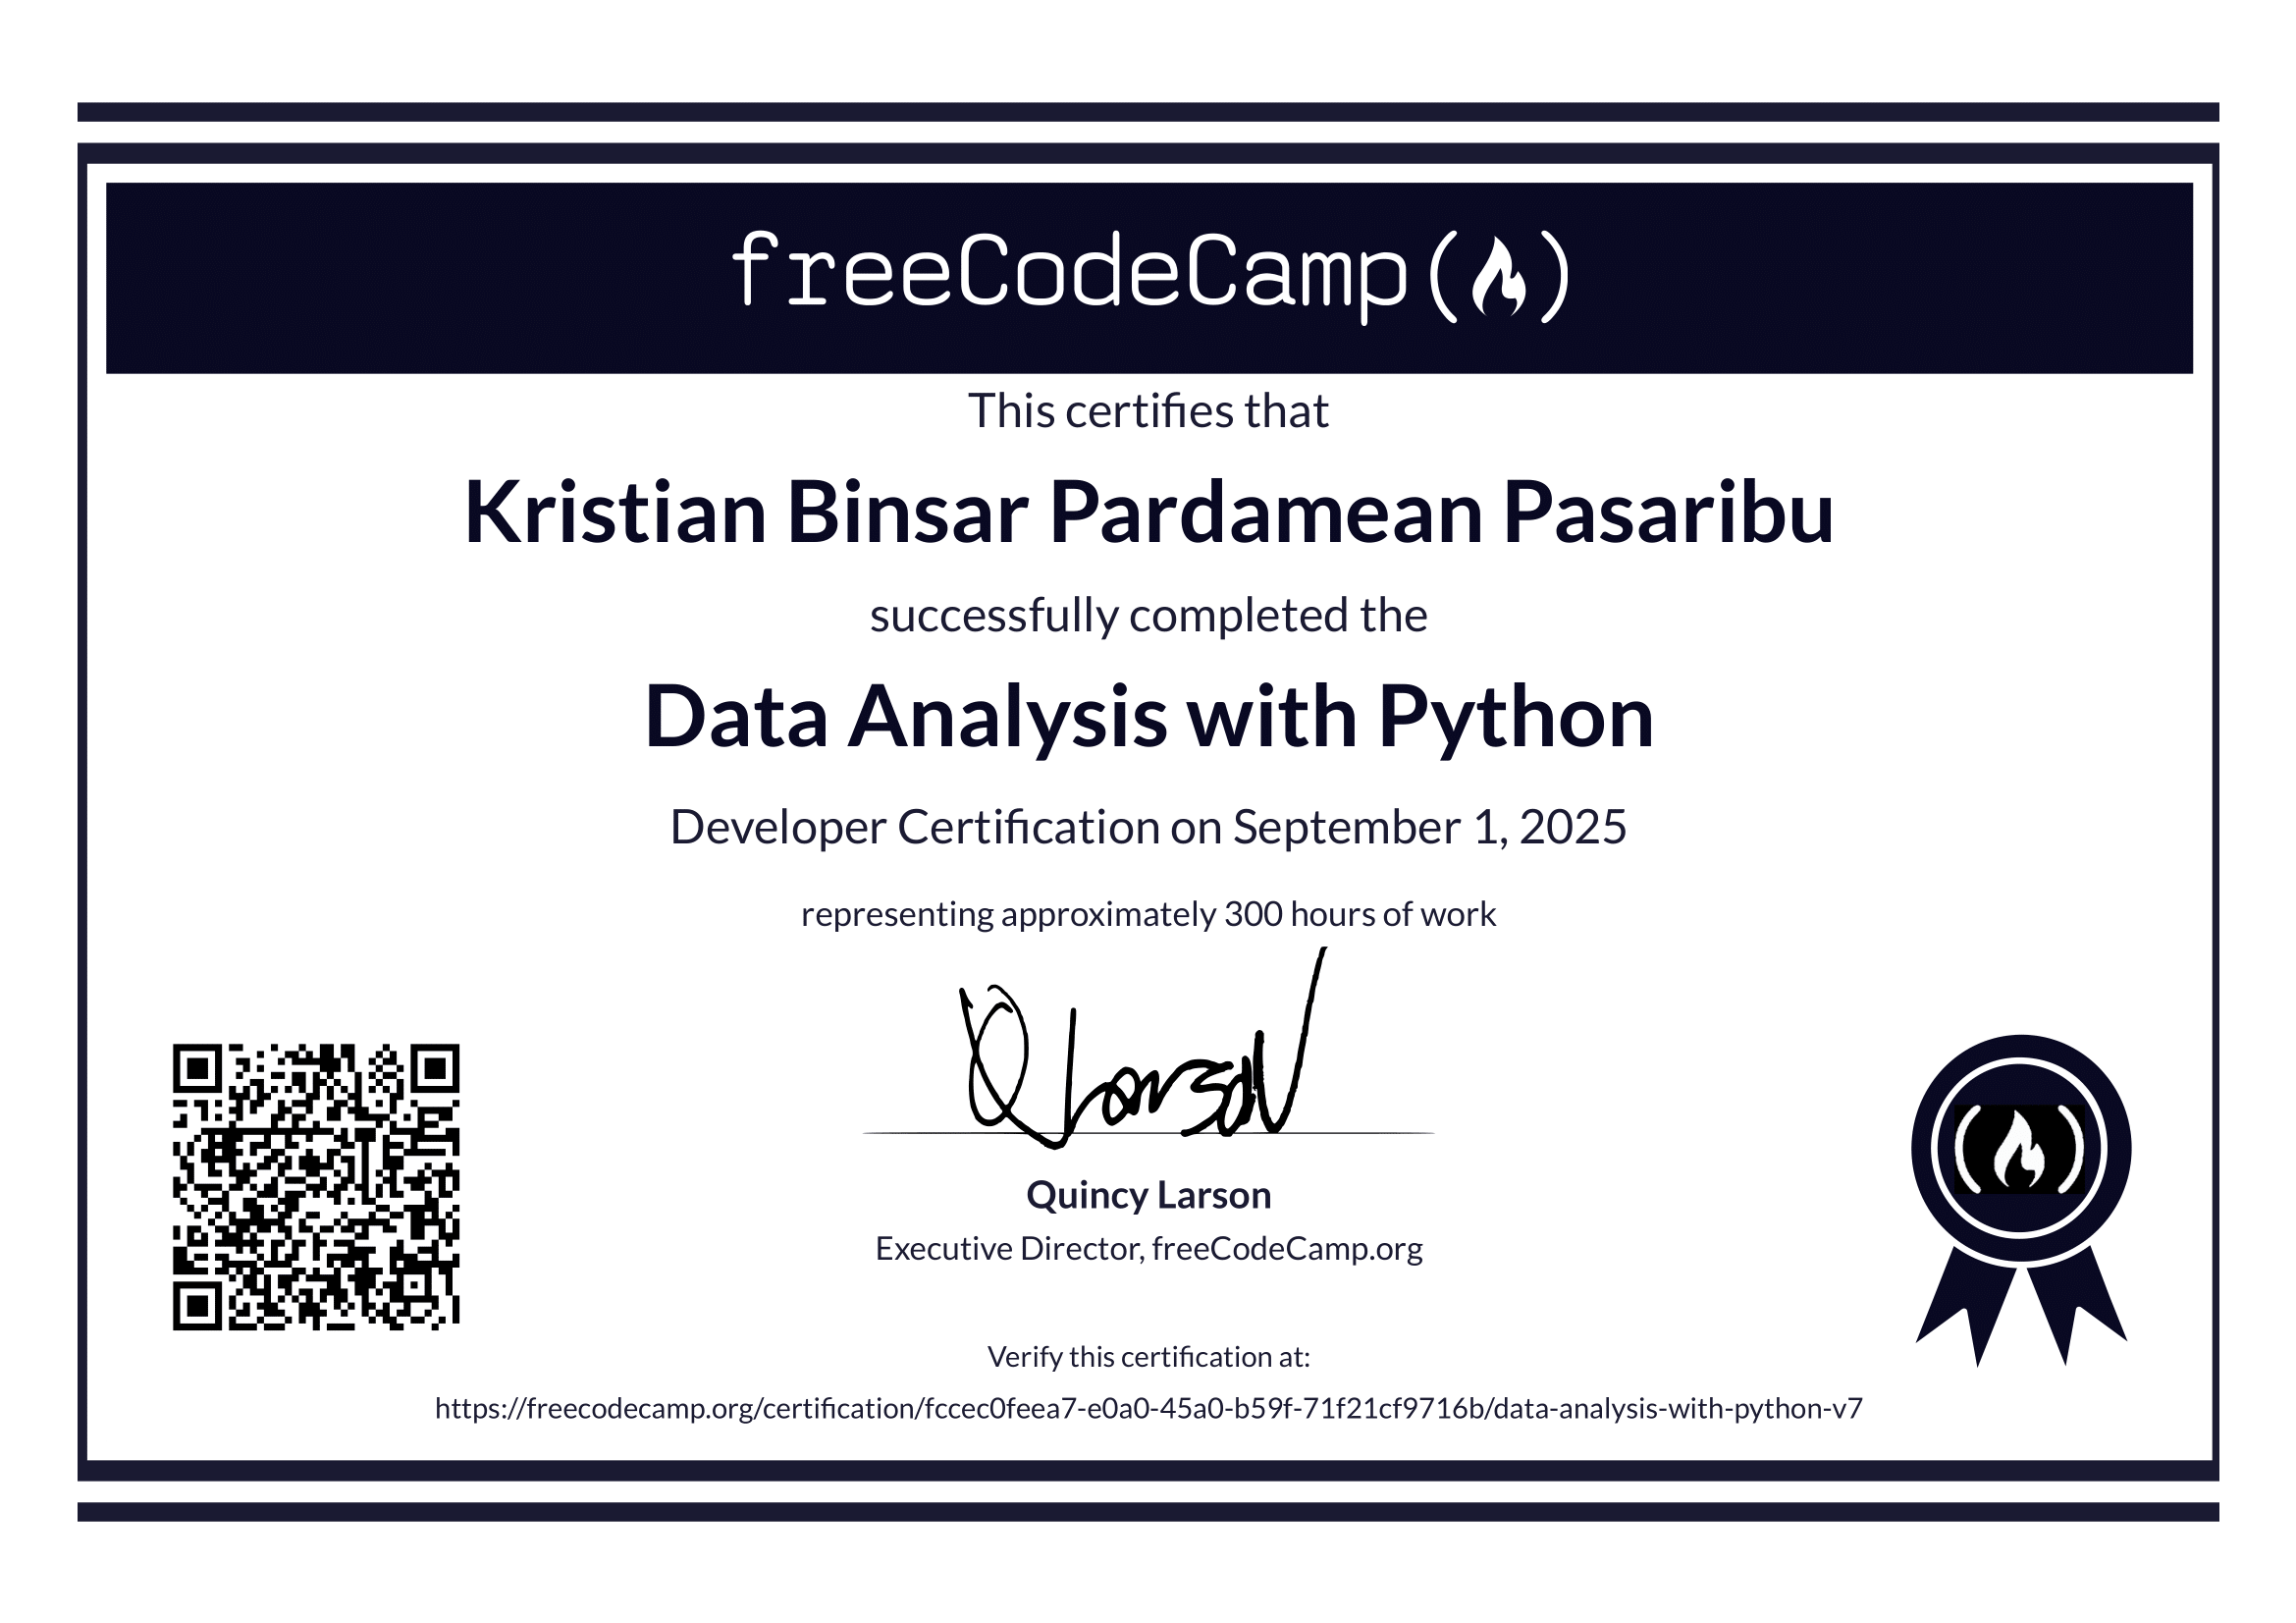 freeCodeCamp
This certifies that
Kristian Binsar Pardamean Pasaribu
successfully completed the
Data Analysis with Python
Developer Certification on September 1, 2025
representing approximately 300 hours of work
QLarson
Quincy Larson
Executive Director, freeCodeCamp.org
Verify this certification at:
https://freecodecamp.org/certification/fccec0feea7-e0a0-45a0-b59f-71f21cf9716b/data-analysis-with-python-v7